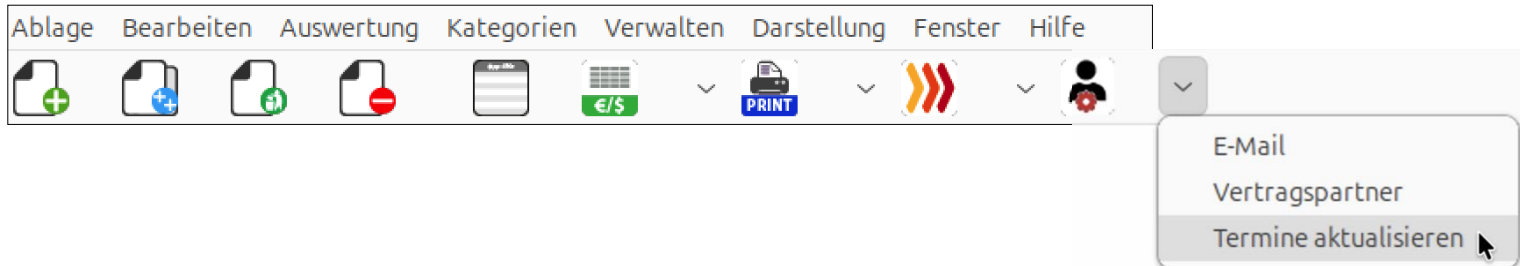 Ablage Bearbeiten Auswertung Kategorien Verwalten Darstellung Fenster Hilfe
€/$ PRINT
E-Mail
Vertragspartner
Termine aktualisieren